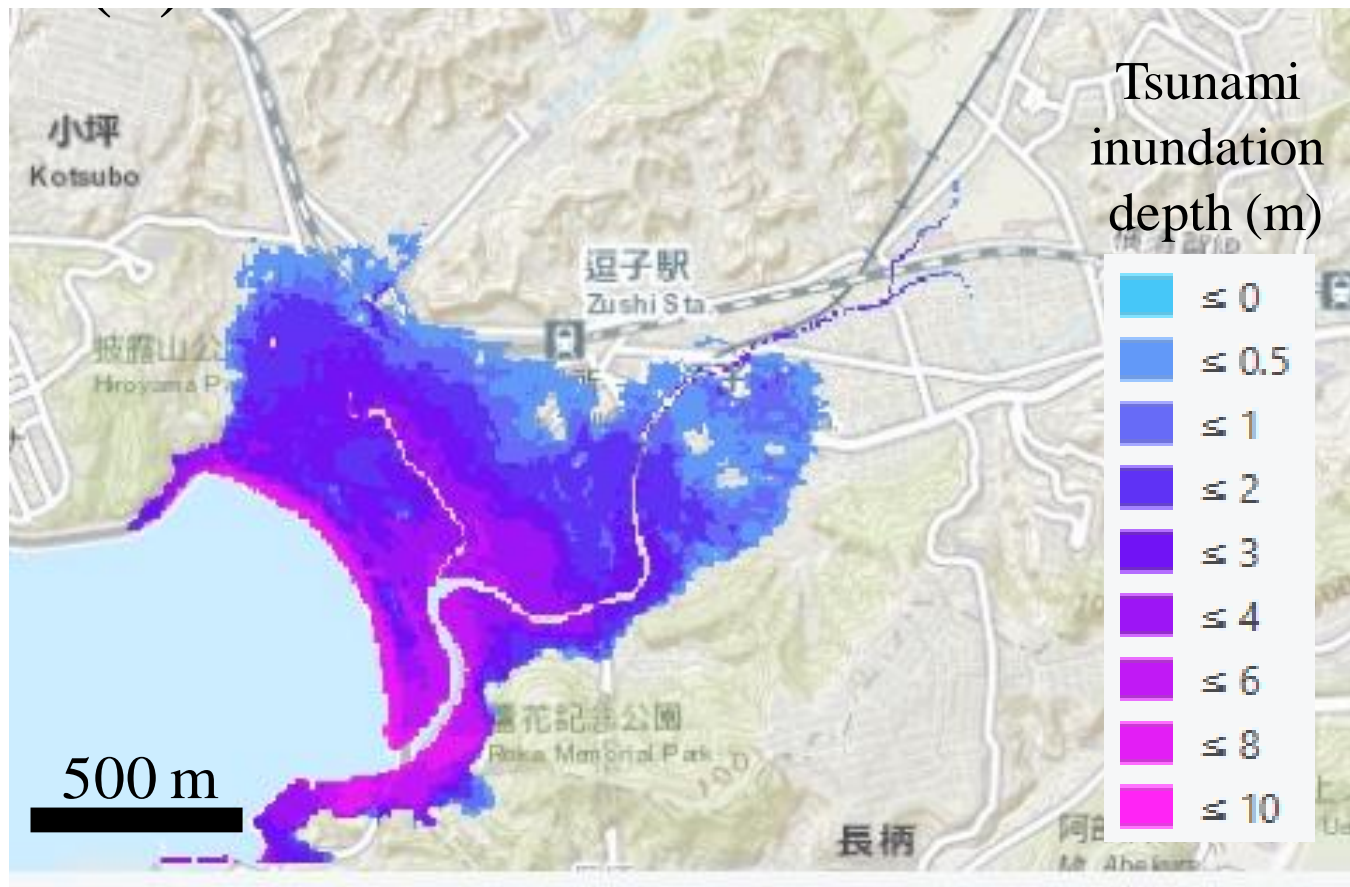 小坪
Kotsubo
逗子駅
Zushi Sta.
披露山公
Hiroyama Pa
蘆花記念公園
Roka Memorial Park
100
長柄
500 m
Tsunami
inundation
depth (m)
≤ 0
≤ 0.5
≤ 1
≤ 2
≤ 3
≤ 4
≤ 6
≤ 8
≤ 10